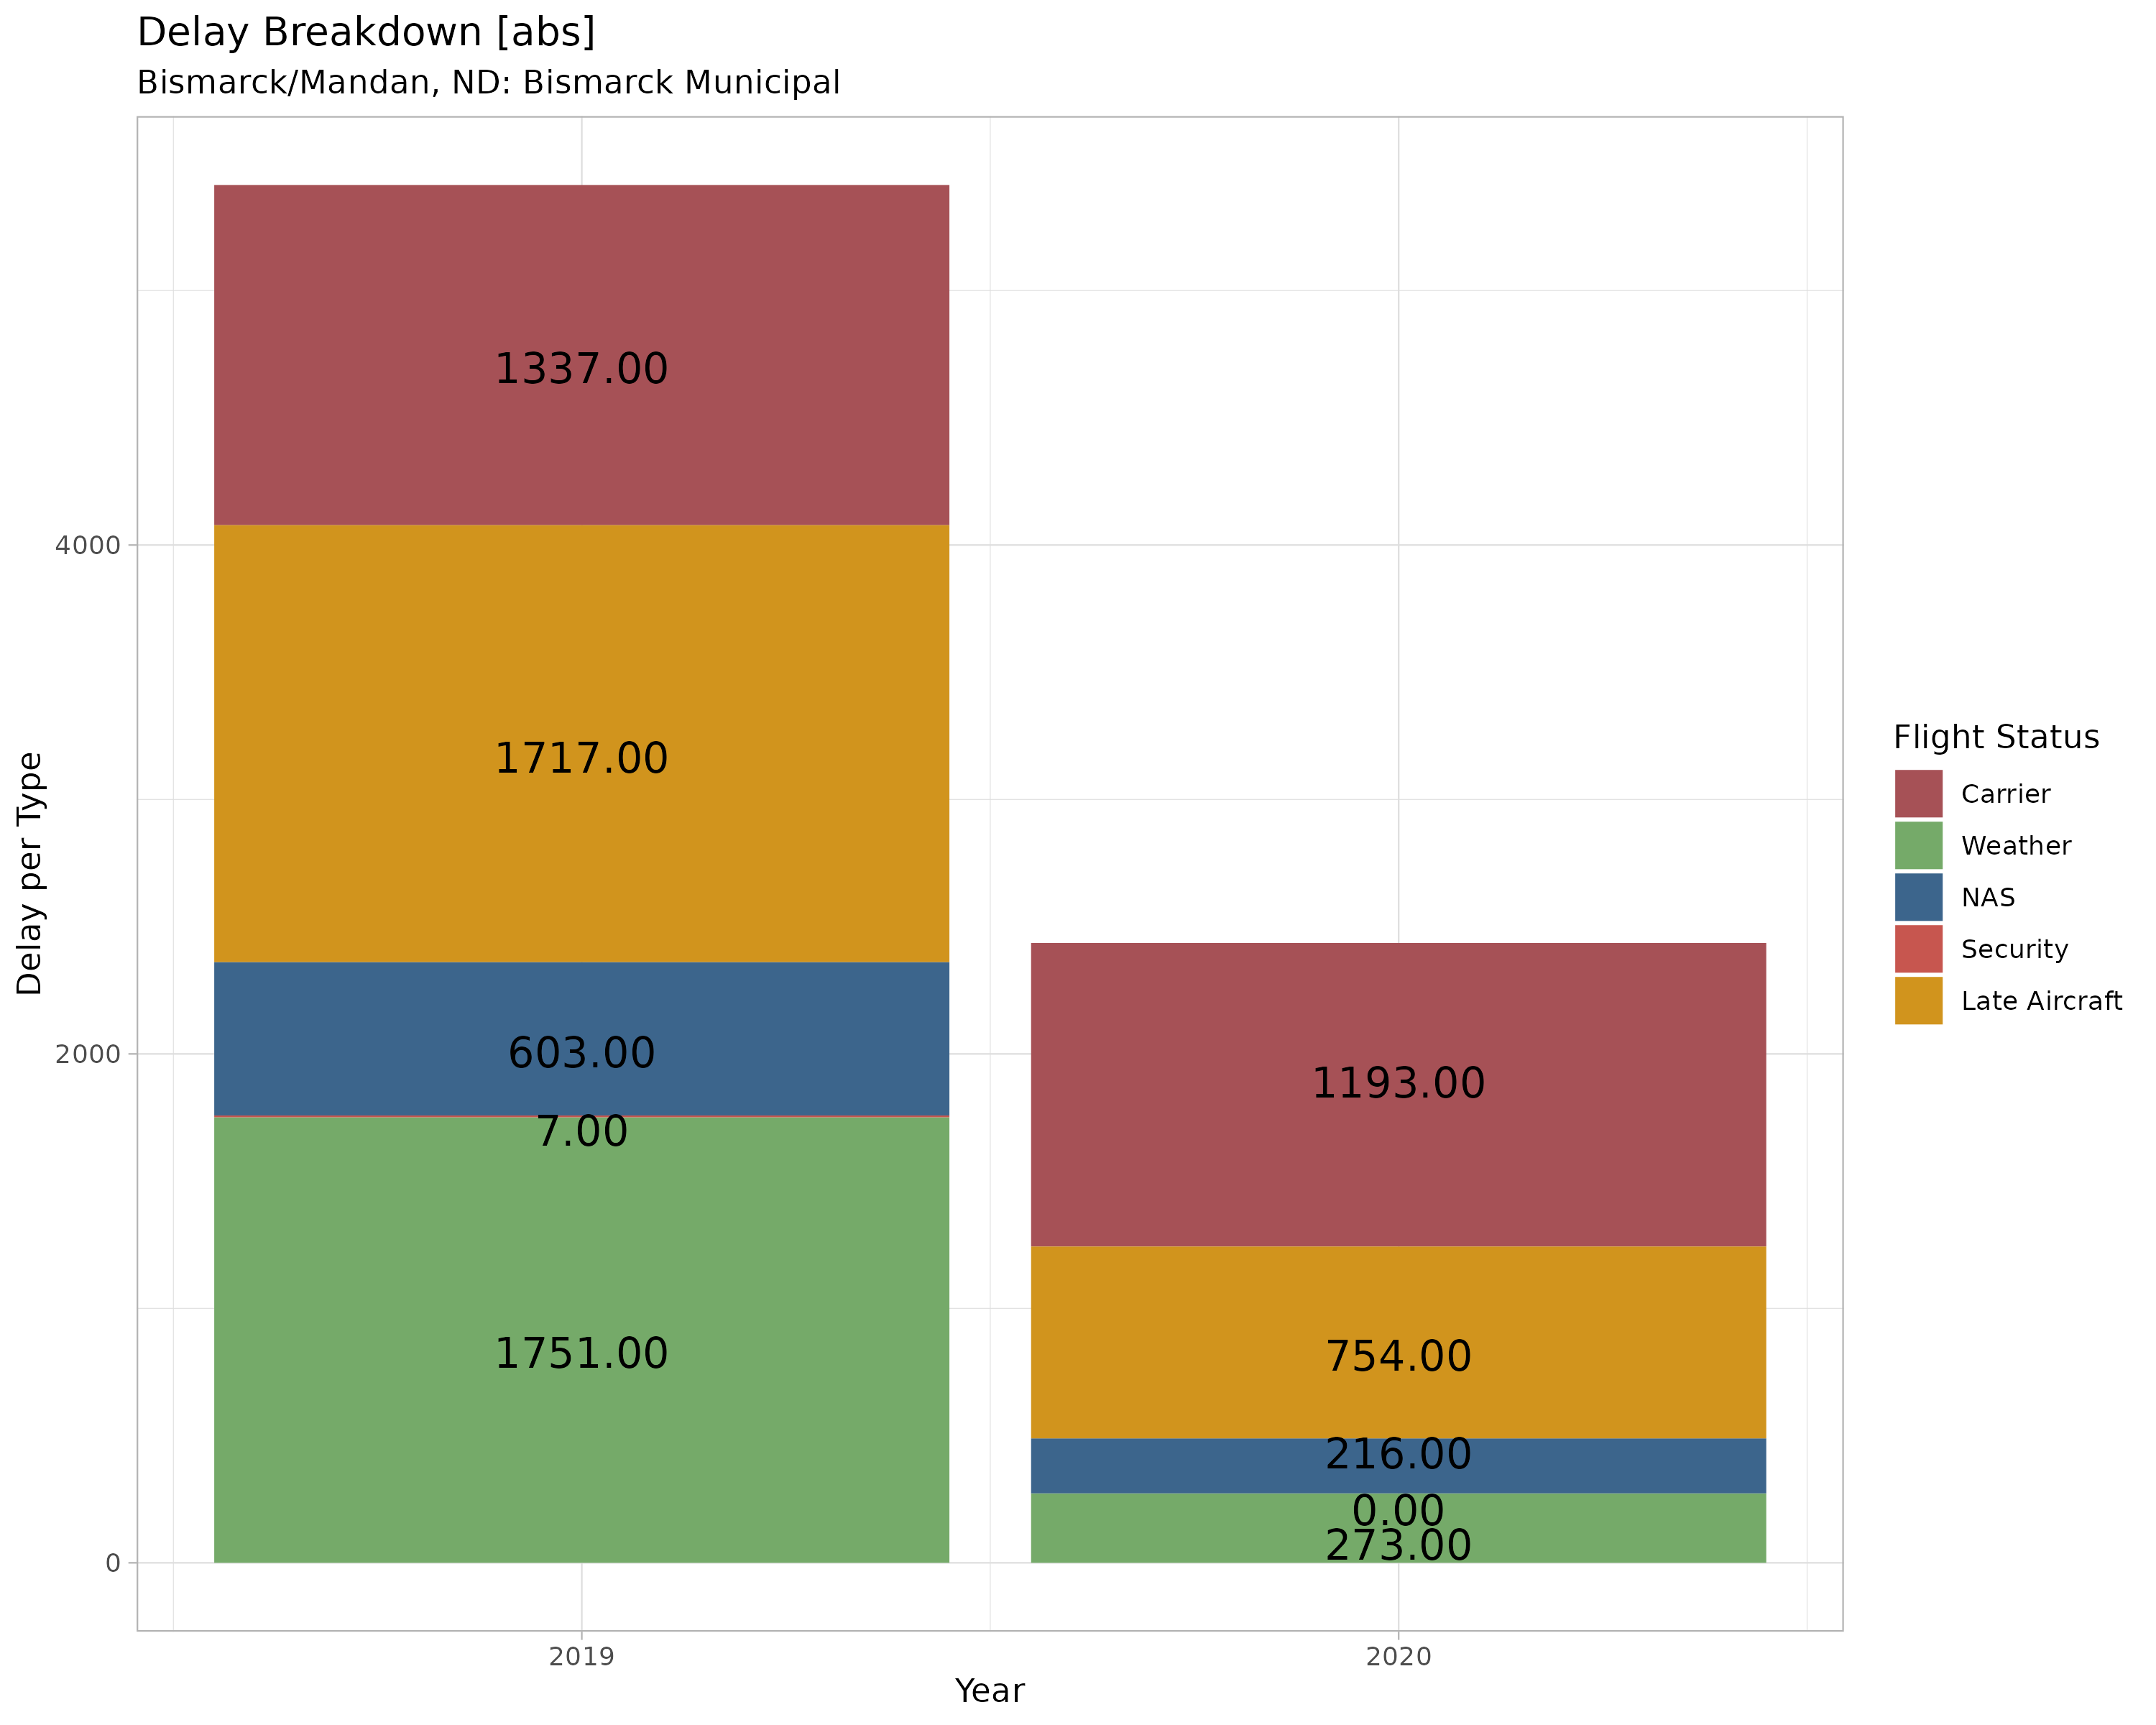 Delay Breakdown [abs]
Bismarck/Mandan, ND: Bismarck Municipal
Delay per Type
4000
2000
0
1337.00
1717.00
603.00
7.00
1751.00
1193.00
754.00
216.00
0.00
273.00
2019
2020
Year
Flight Status
Carrier
Weather
NAS
Security
Late Aircraft